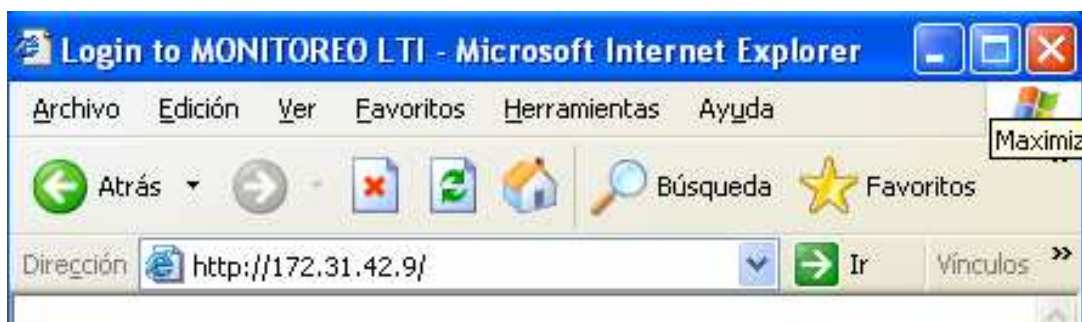 Login to MONITOREO LTI - Microsoft Internet Explorer
Archivo Edición Ver Favoritos Herramientas Ayuda
Maximiz
Atrás Búsqueda Favoritos
Dirección http://172.31.42.9/ Ir Vínculos »